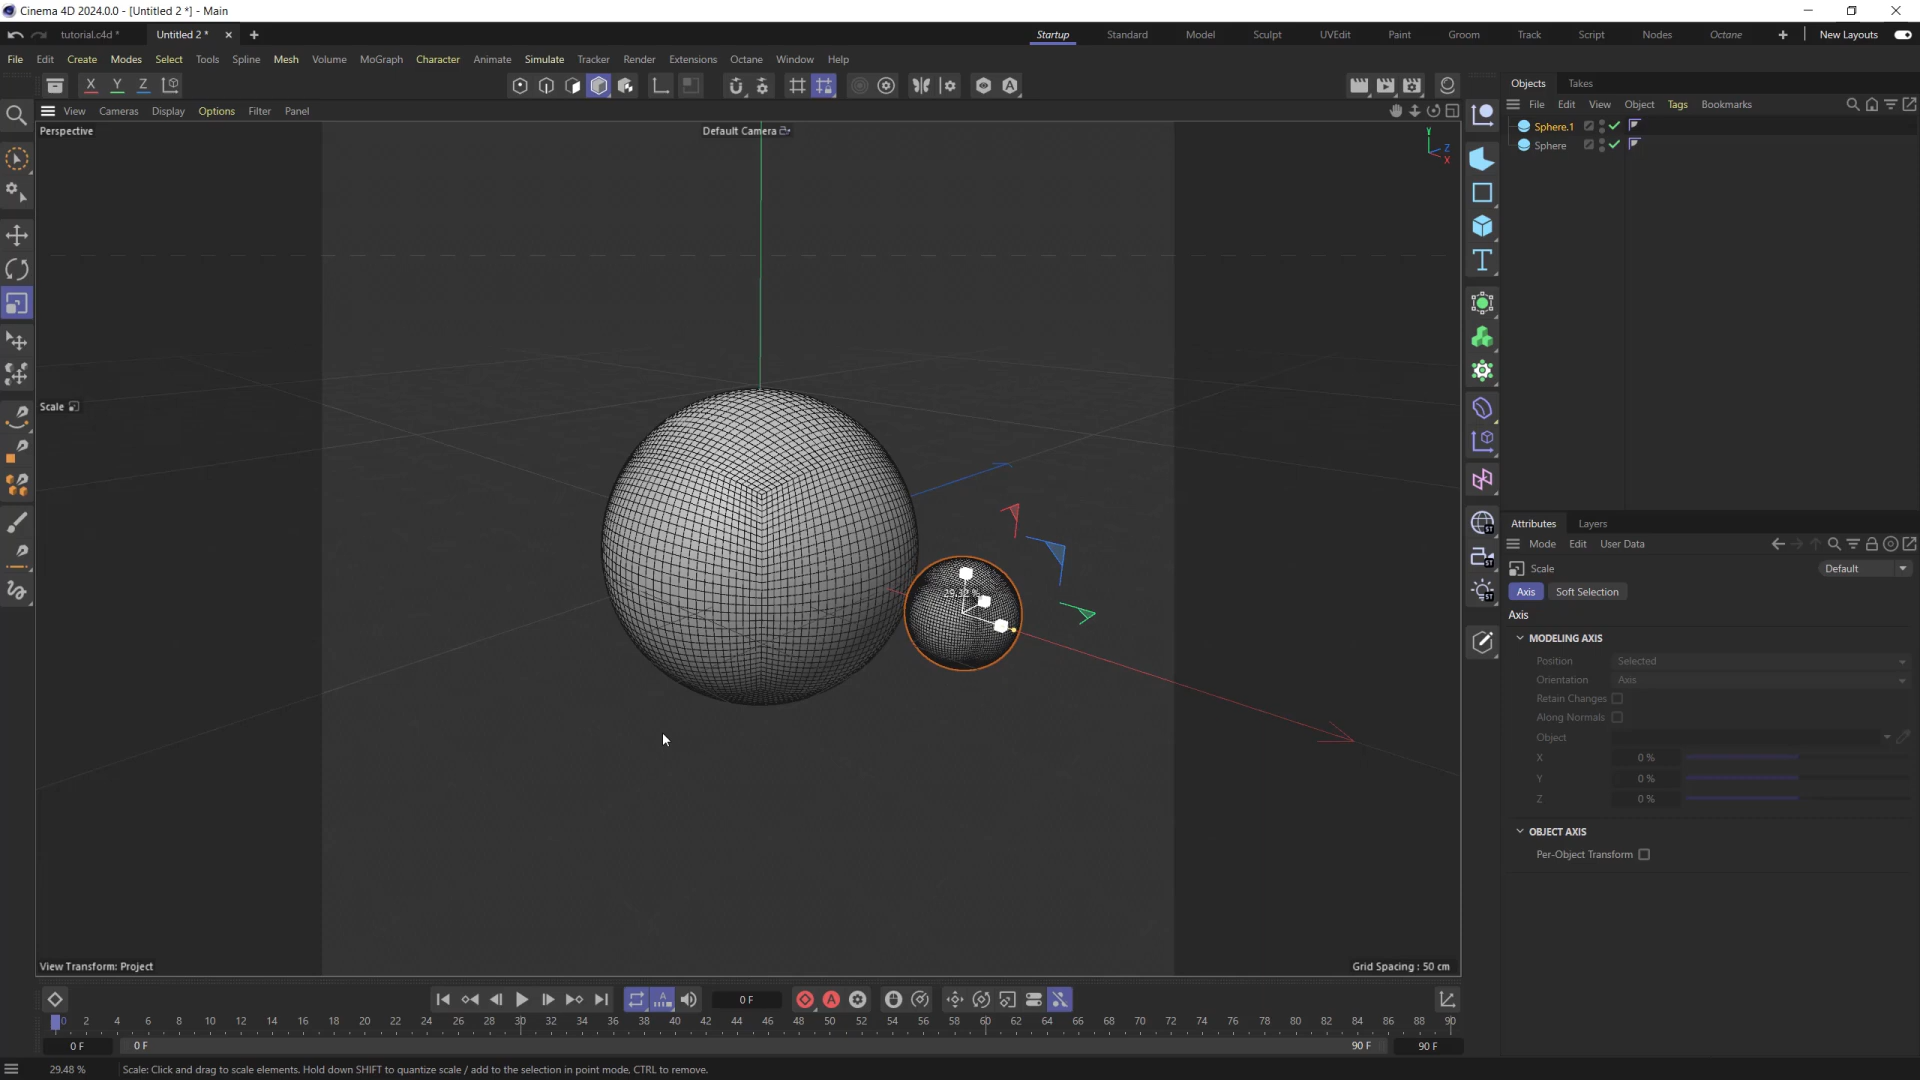 Cinema 4D 2024.0.0 - [Untitled 2 *] - Main
tutorial.c4d *
Untitled 2 *
Startup
Standard
Model
Sculpt
UVEdit
Paint
Groom
Track
Script
Nodes
Octane
New Layouts
File Edit Create Modes Select Tools Spline Mesh Volume MoGraph Character Simulate Tracker Animate Render Extensions Octane Window Help
X Y Z
View Cameras Display Options Filter Panel
Perspective
Default Camera
Y
Z
X
Scale
29.32 %
View Transform: Project
Grid Spacing : 50 cm
Objects Takes
File Edit View Object Tags Bookmarks
Sphere.1
Sphere
Attributes Layers
Mode Edit User Data
Scale
Default
Axis
Soft Selection
Axis
MODELING AXIS
Position Selected
Orientation Axis
Retain Changes
Along Normals
Object
X 0 %
Y 0 %
Z 0 %
OBJECT AXIS
Per-Object Transform
0 F
0 2 4 6 8 10 12 14 16 18 20 22 24 26 28 30 32 34 36 38 40 42 44 46 48 50 52 54 56 58 60 62 64 66 68 70 72 74 76 78 80 82 84 86 88 90
0 F
0 F
90 F
90 F
29.48 %
Scale: Click and drag to scale elements. Hold down SHIFT to quantize scale / add to the selection in point mode, CTRL to remove.